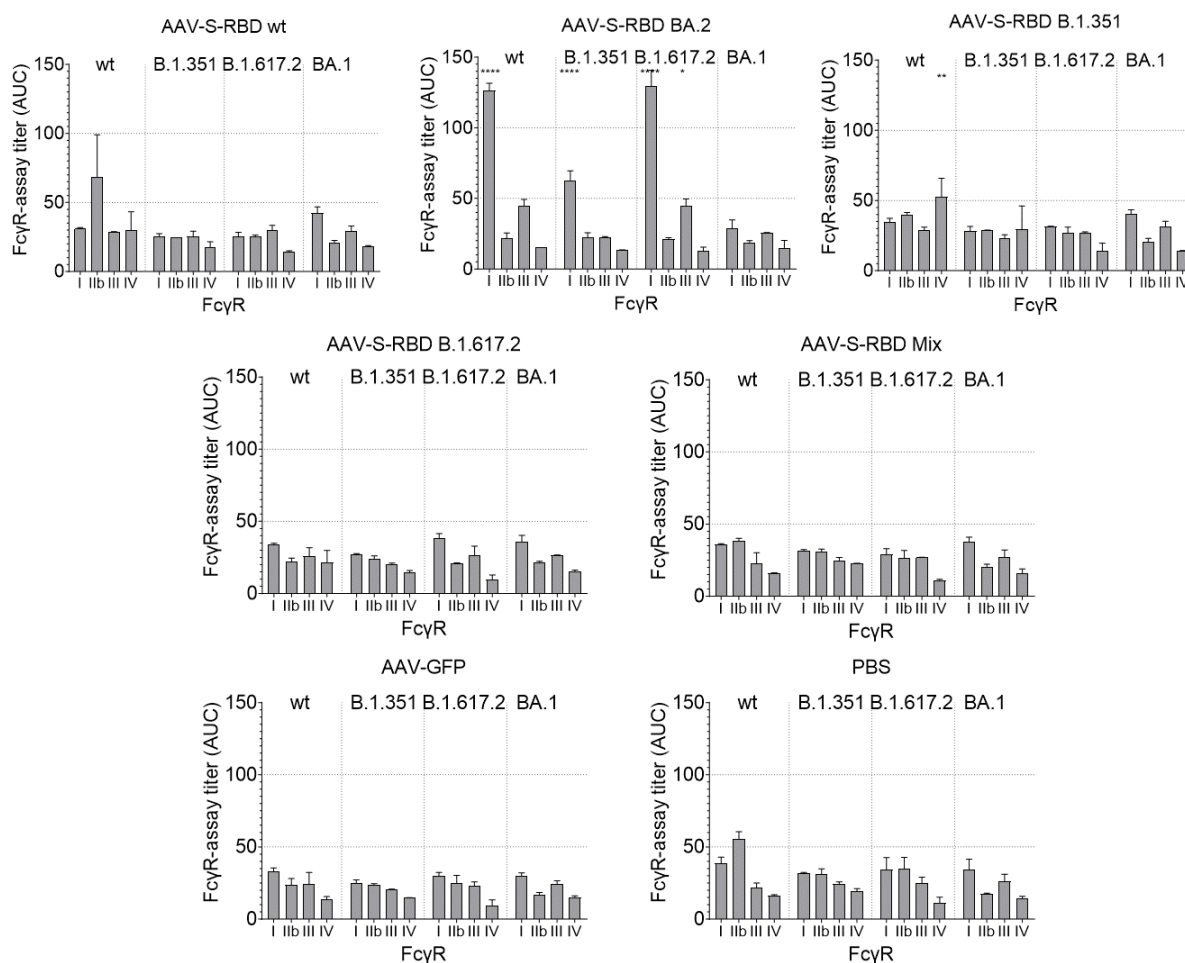 AAV-S-RBD wt
FcγR-assay titer (AUC)
150
100
50
0
wt B.1.351 B.1.617.2 BA.1
I IIb III IV I IIb III IV I IIb III IV I IIb III IV
FcγR
AAV-S-RBD BA.2
FcγR-assay titer (AUC)
150
100
50
0
wt B.1.351 B.1.617.2 BA.1
**** **** **** *
I IIb III IV I IIb III IV I IIb III IV I IIb III IV
FcγR
AAV-S-RBD B.1.351
FcγR-assay titer (AUC)
150
100
50
0
wt B.1.351 B.1.617.2 BA.1
**
I IIb III IV I IIb III IV I IIb III IV I IIb III IV
FcγR
AAV-S-RBD B.1.617.2
FcγR-assay titer (AUC)
150
100
50
0
wt B.1.351 B.1.617.2 BA.1
I IIb III IV I IIb III IV I IIb III IV I IIb III IV
FcγR
AAV-S-RBD Mix
FcγR-assay titer (AUC)
150
100
50
0
wt B.1.351 B.1.617.2 BA.1
I IIb III IV I IIb III IV I IIb III IV I IIb III IV
FcγR
AAV-GFP
FcγR-assay titer (AUC)
150
100
50
0
wt B.1.351 B.1.617.2 BA.1
I IIb III IV I IIb III IV I IIb III IV I IIb III IV
FcγR
PBS
FcγR-assay titer (AUC)
150
100
50
0
wt B.1.351 B.1.617.2 BA.1
I IIb III IV I IIb III IV I IIb III IV I IIb III IV
FcγR